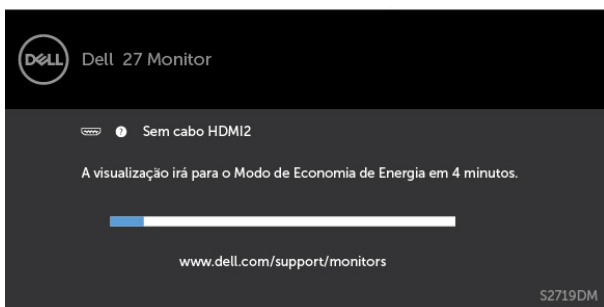 DELL
Dell 27 Monitor
? Sem cabo HDMI2
A visualização irá para o Modo de Economia de Energia em 4 minutos.
www.dell.com/support/monitors
S2719DM